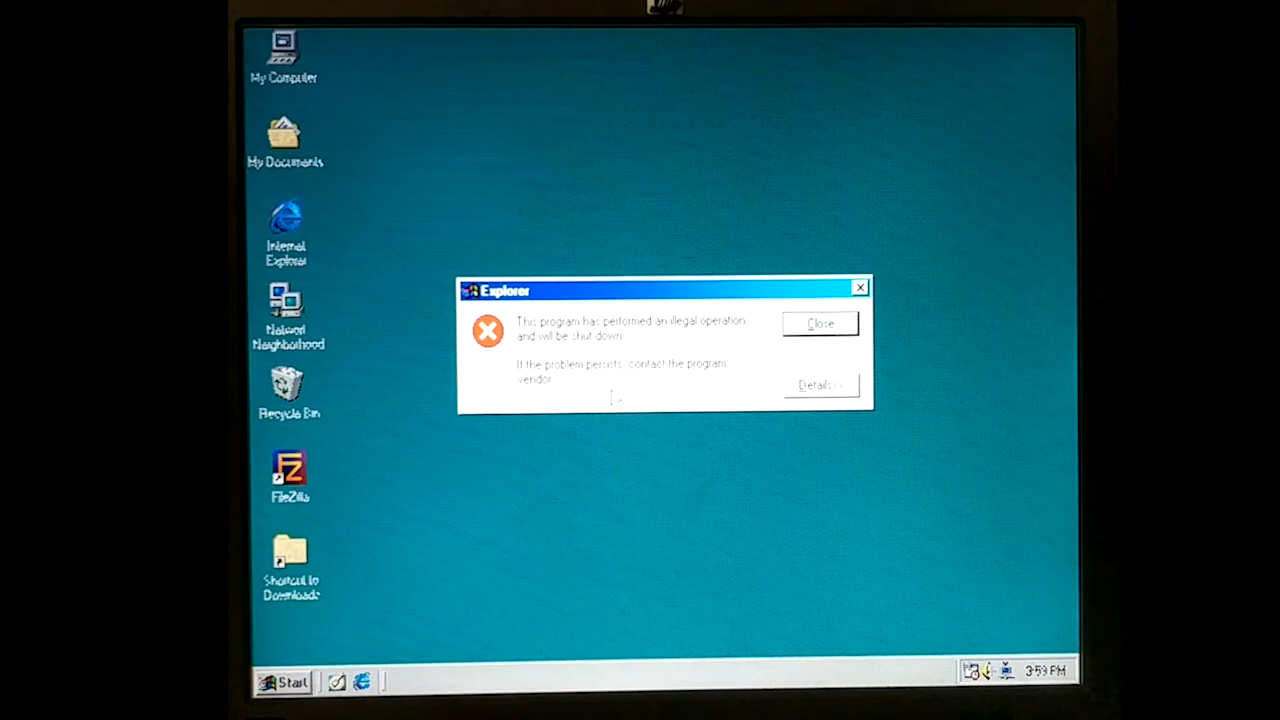 My Computer
My Documents
Internet
Explorer
Network
Neighborhood
Recycle Bin
FileZilla
Shortcut to
Downloads
Explorer
This program has performed an illegal operation
and will be shut down.
If the problem persists, contact the program
vendor.
Close
Details>>
Start
3:59 PM